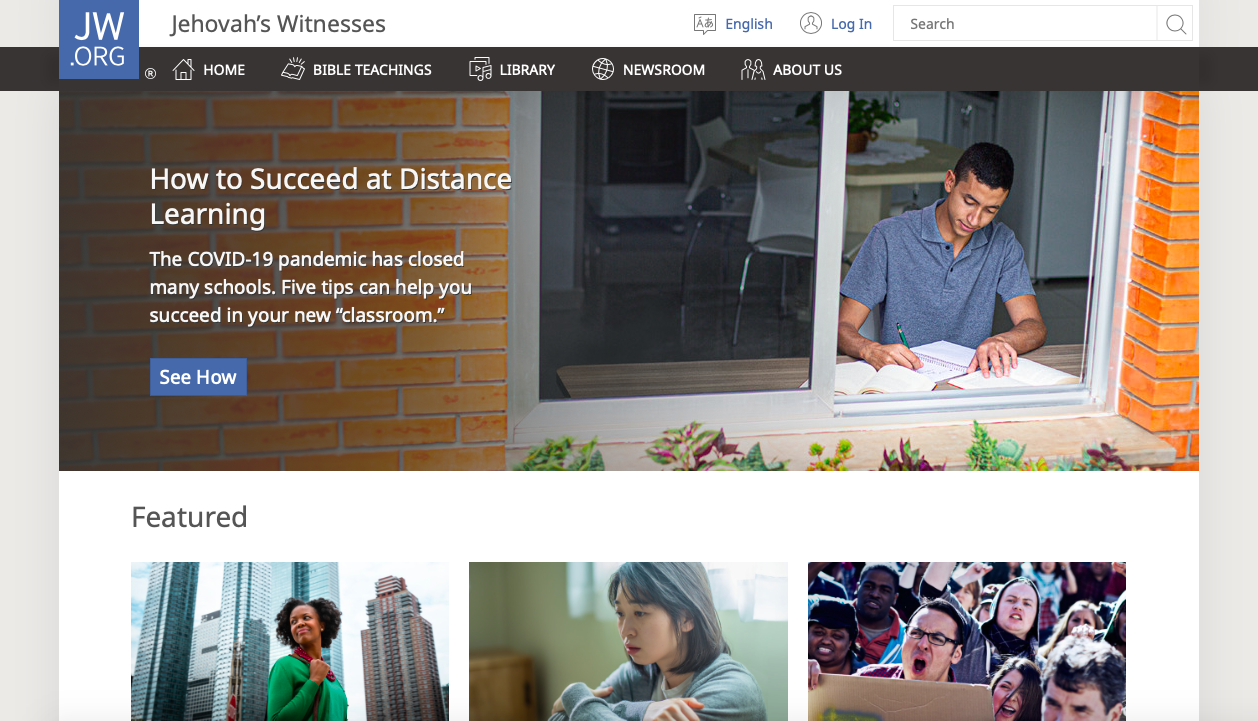 JW
.ORG
®
Jehovah’s Witnesses
English
Log In
Search
HOME
BIBLE TEACHINGS
LIBRARY
NEWSROOM
ABOUT US
How to Succeed at Distance
Learning
The COVID-19 pandemic has closed
many schools. Five tips can help you
succeed in your new “classroom.”
See How
Featured